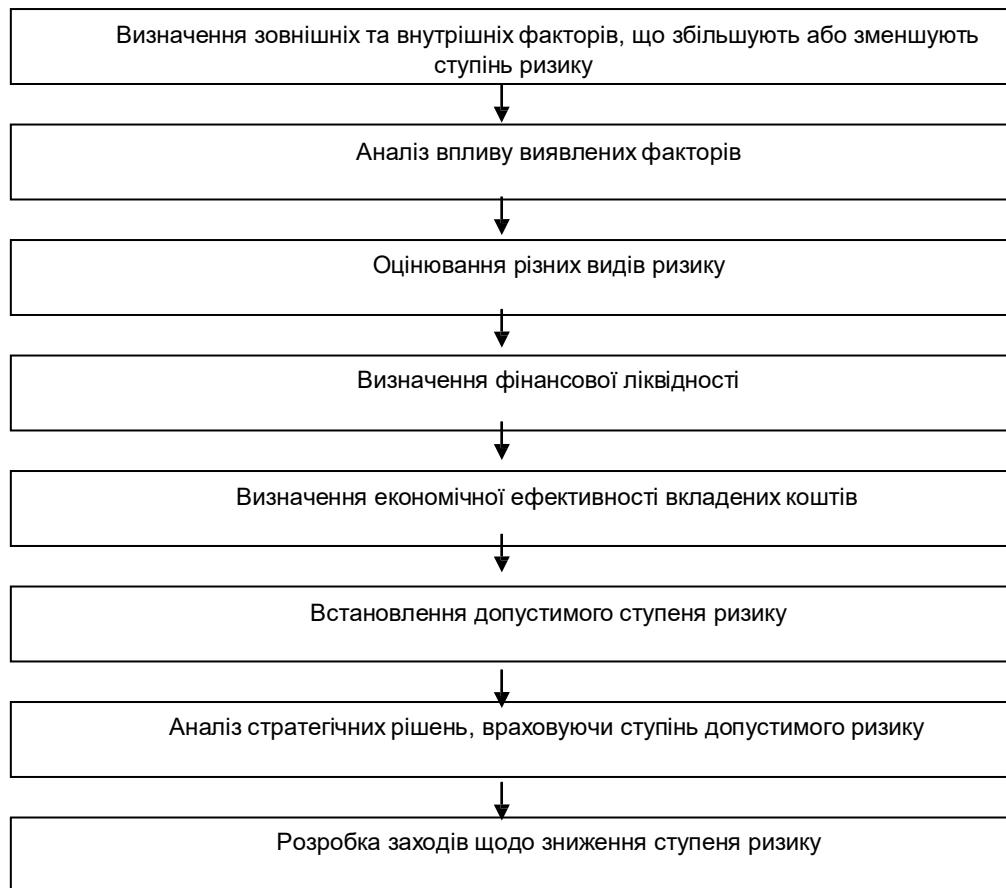 Визначення зовнішніх та внутрішніх факторів, що збільшують або зменшують
ступінь ризику
Аналіз впливу виявлених факторів
Оцінювання різних видів ризику
Визначення фінансової ліквідності
Визначення економічної ефективності вкладених коштів
Встановлення допустимого ступеня ризику
Аналіз стратегічних рішень, враховуючи ступінь допустимого ризику
Розробка заходів щодо зниження ступеня ризику